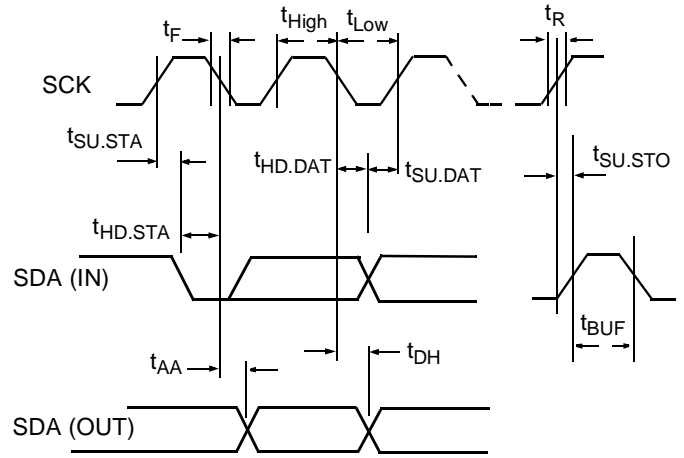 tF
tHigh
tLow
tR
SCK
tSU.STA
tHD.DAT
tSU.DAT
tSU.STO
tHD.STA
SDA (IN)
tBUF
tAA
tDH
SDA (OUT)